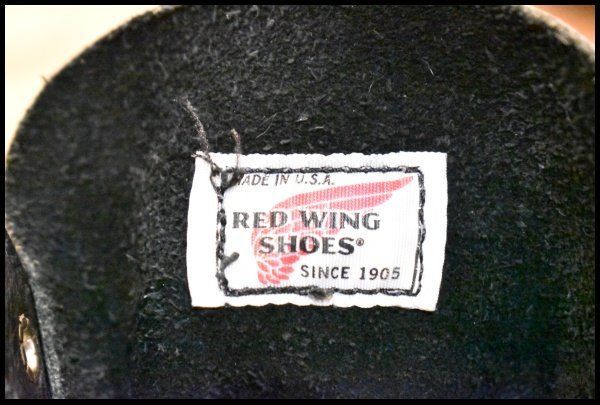 MADE IN U.S.A.
RED WING
SHOES®
SINCE 1905